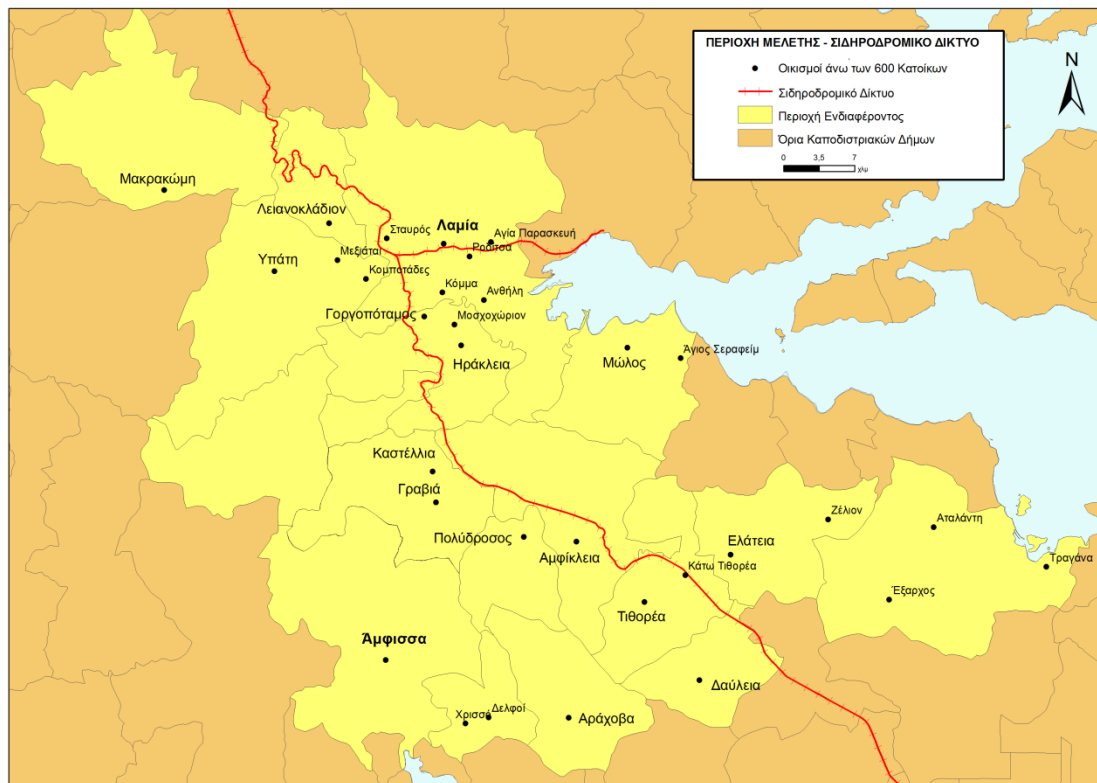 ΠΕΡΙΟΧΗ ΜΕΛΕΤΗΣ - ΣΙΔΗΡΟΔΡΟΜΙΚΟ ΔΙΚΤΥΟ
Οικισμοί άνω των 600 Κατοίκων
Σιδηροδρομικό Δίκτυο
Περιοχή Ενδιαφέροντος
Όρια Καποδιστριακών Δήμων
0 3,5 7
χλμ
N
Μακρακώμη
Λειανοκλάδιον
Σταυρός
Λαμία
Αγία Παρασκευή
Ροδίτσα
Υπάτη
Μεξιάται
Κομποτάδες
Κόμμα
Ανθήλη
Γοργοπόταμος
Μοσχοχώριον
Ηράκλεια
Μώλος
Άγιος Σεραφείμ
Καστέλλια
Γραβιά
Πολύδροσος
Αμφίκλεια
Ελάτεια
Ζέλιον
Αταλάντη
Τραγάνα
Κάτω Τιθορέα
Τιθορέα
Έξαρχος
Άμφισσα
Δαύλεια
Χρισσό
Δελφοί
Αράχοβα